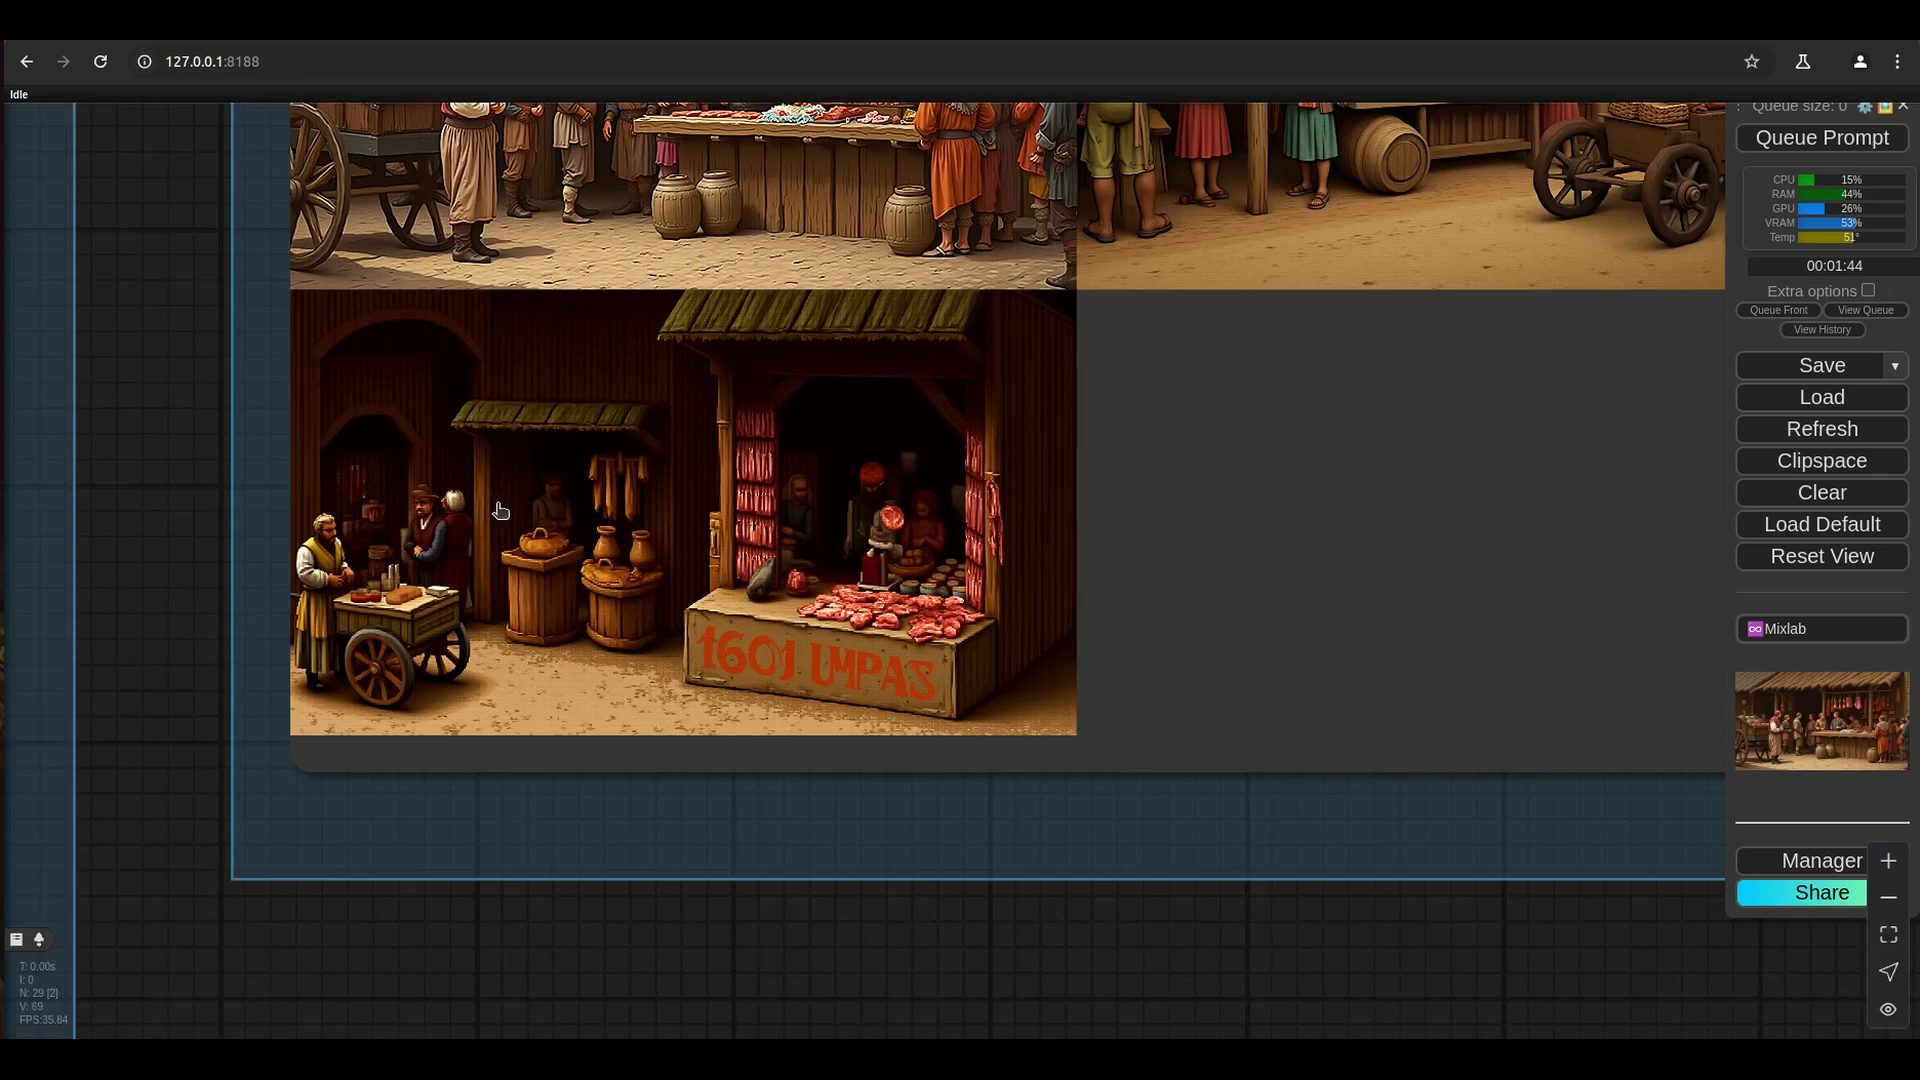 127.0.0.1:8188
Idle
Queue size: 0
Queue Prompt
CPU 15%
RAM 44%
GPU 26%
VRAM 53%
Temp 51°
00:01:44
Extra options
Queue Front View Queue
View History
Save
Load
Refresh
Clipspace
Clear
Load Default
Reset View
Mixlab
160J UMPAS
Manager
Share
T: 0.00s
I: 0
N: 29 [2]
V: 69
FPS:35.84